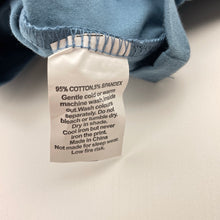 95% COTTON,5% SPANDEX
Gentle cold or warm
machine wash inside
out.Wash colours
separately. Do not
bleach or tumble dry.
Dry in shade.
Cool iron but never
iron the print.
Made in China
Not made for sleep wear
Low fire risk.